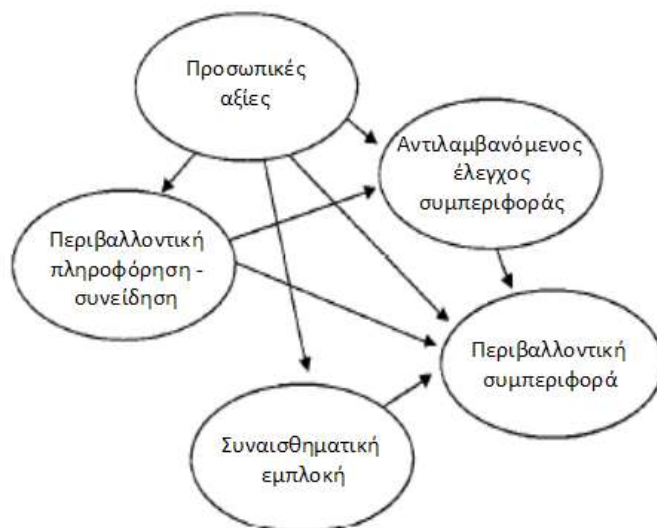 Προσωπικές
αξίες
Αντιλαμβανόμενος
έλεγχος
συμπεριφοράς
Περιβαλλοντική
πληροφόρηση -
συνείδηση
Περιβαλλοντική
συμπεριφορά
Συναισθηματική
εμπλοκή